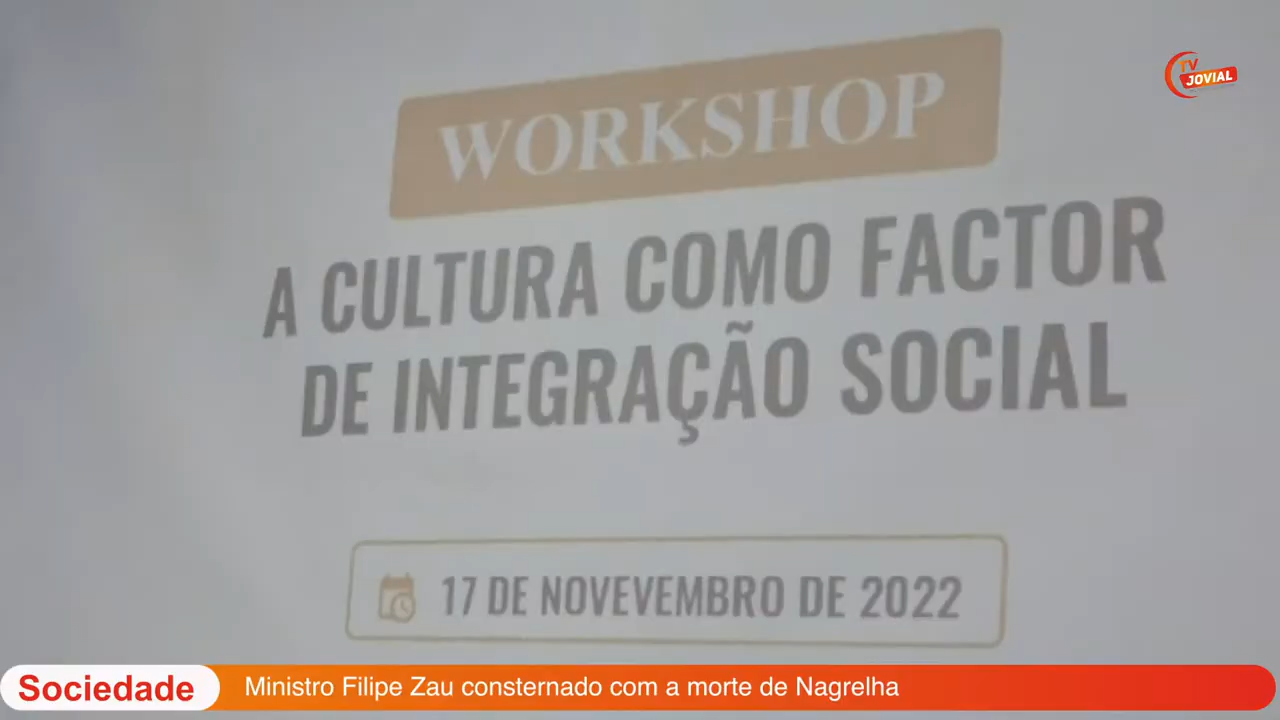 WORKSHOP
TV
JOVIAL
A CULTURA COMO FACTOR
DE INTEGRAÇÃO SOCIAL
17 DE NOVEVEMBRO DE 2022
Sociedade
Ministro Filipe Zau consternado com a morte de Nagrelha